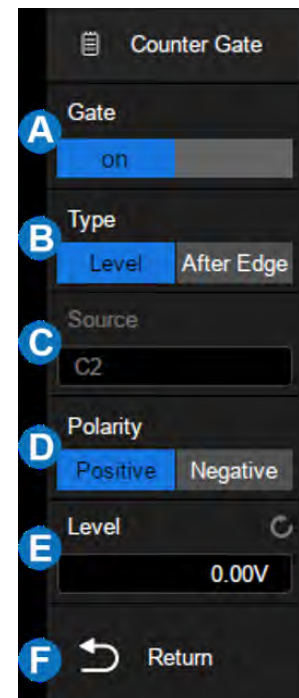 Counter Gate
A
Gate
on
B
Type
Level After Edge
C
Source
C2
D
Polarity
Positive Negative
E
Level
0.00V
F
Return